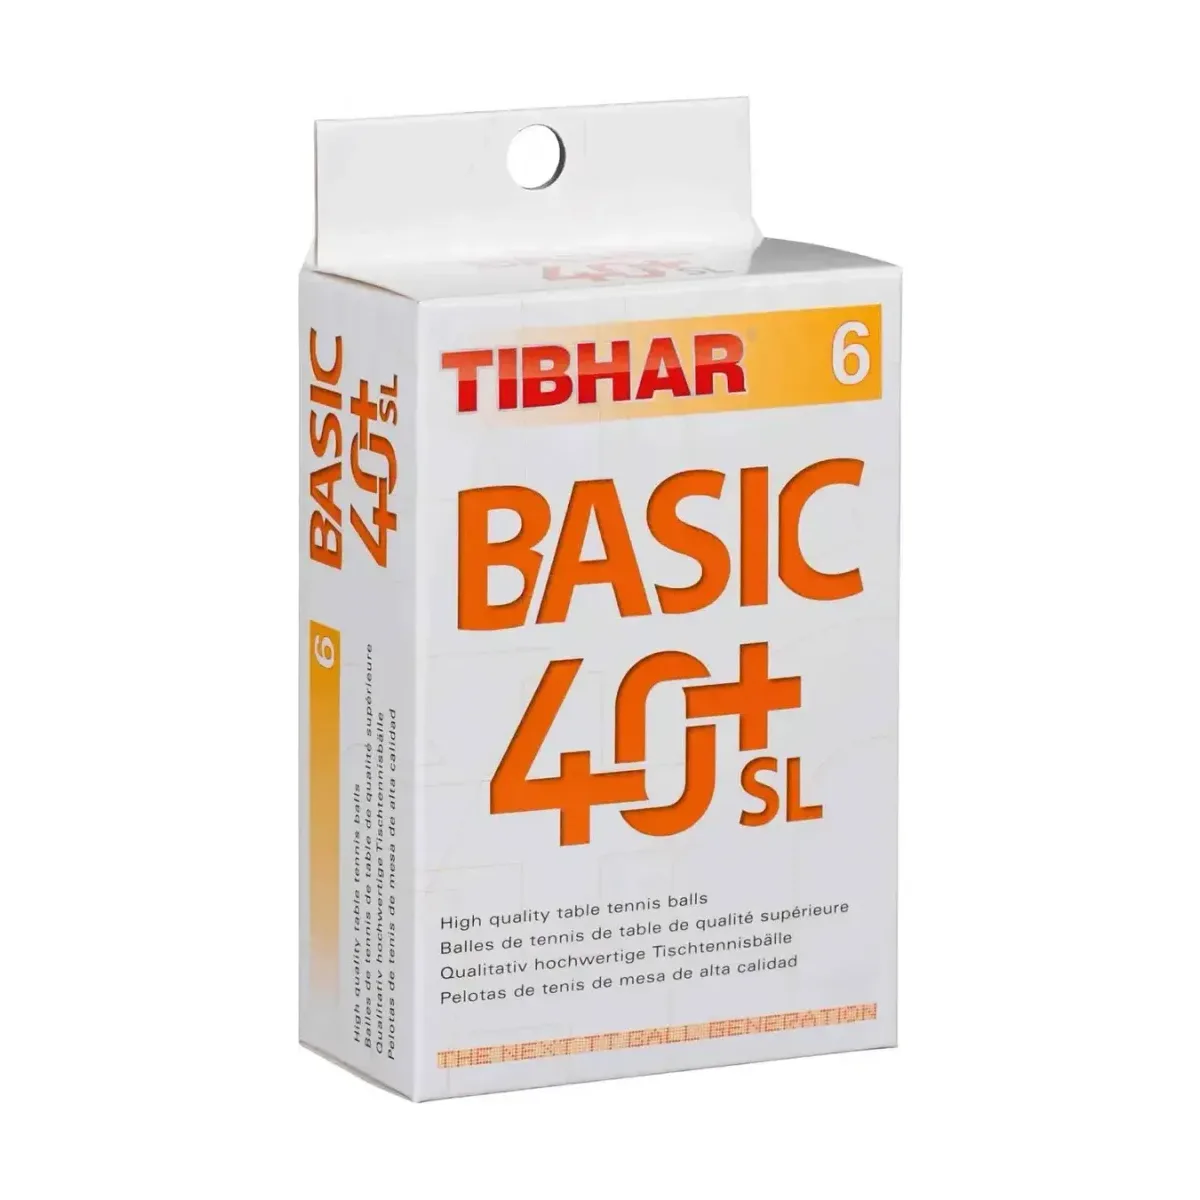 BASIC
40+ SL
TIBHAR
6
BASIC
40+ SL
High quality table tennis balls
Balles de tennis de table de qualité supérieure
Qualitativ hochwertige Tischtennisbälle
Pelotas de tenis de mesa de alta calidad
THE NEXT TT BALL GENERATION
BASIC
40+ SL
6
High quality table tennis balls
Balles de tennis de table de qualité supérieure
Qualitativ hochwertige Tischtennisbälle
Pelotas de tenis de mesa de alta calidad